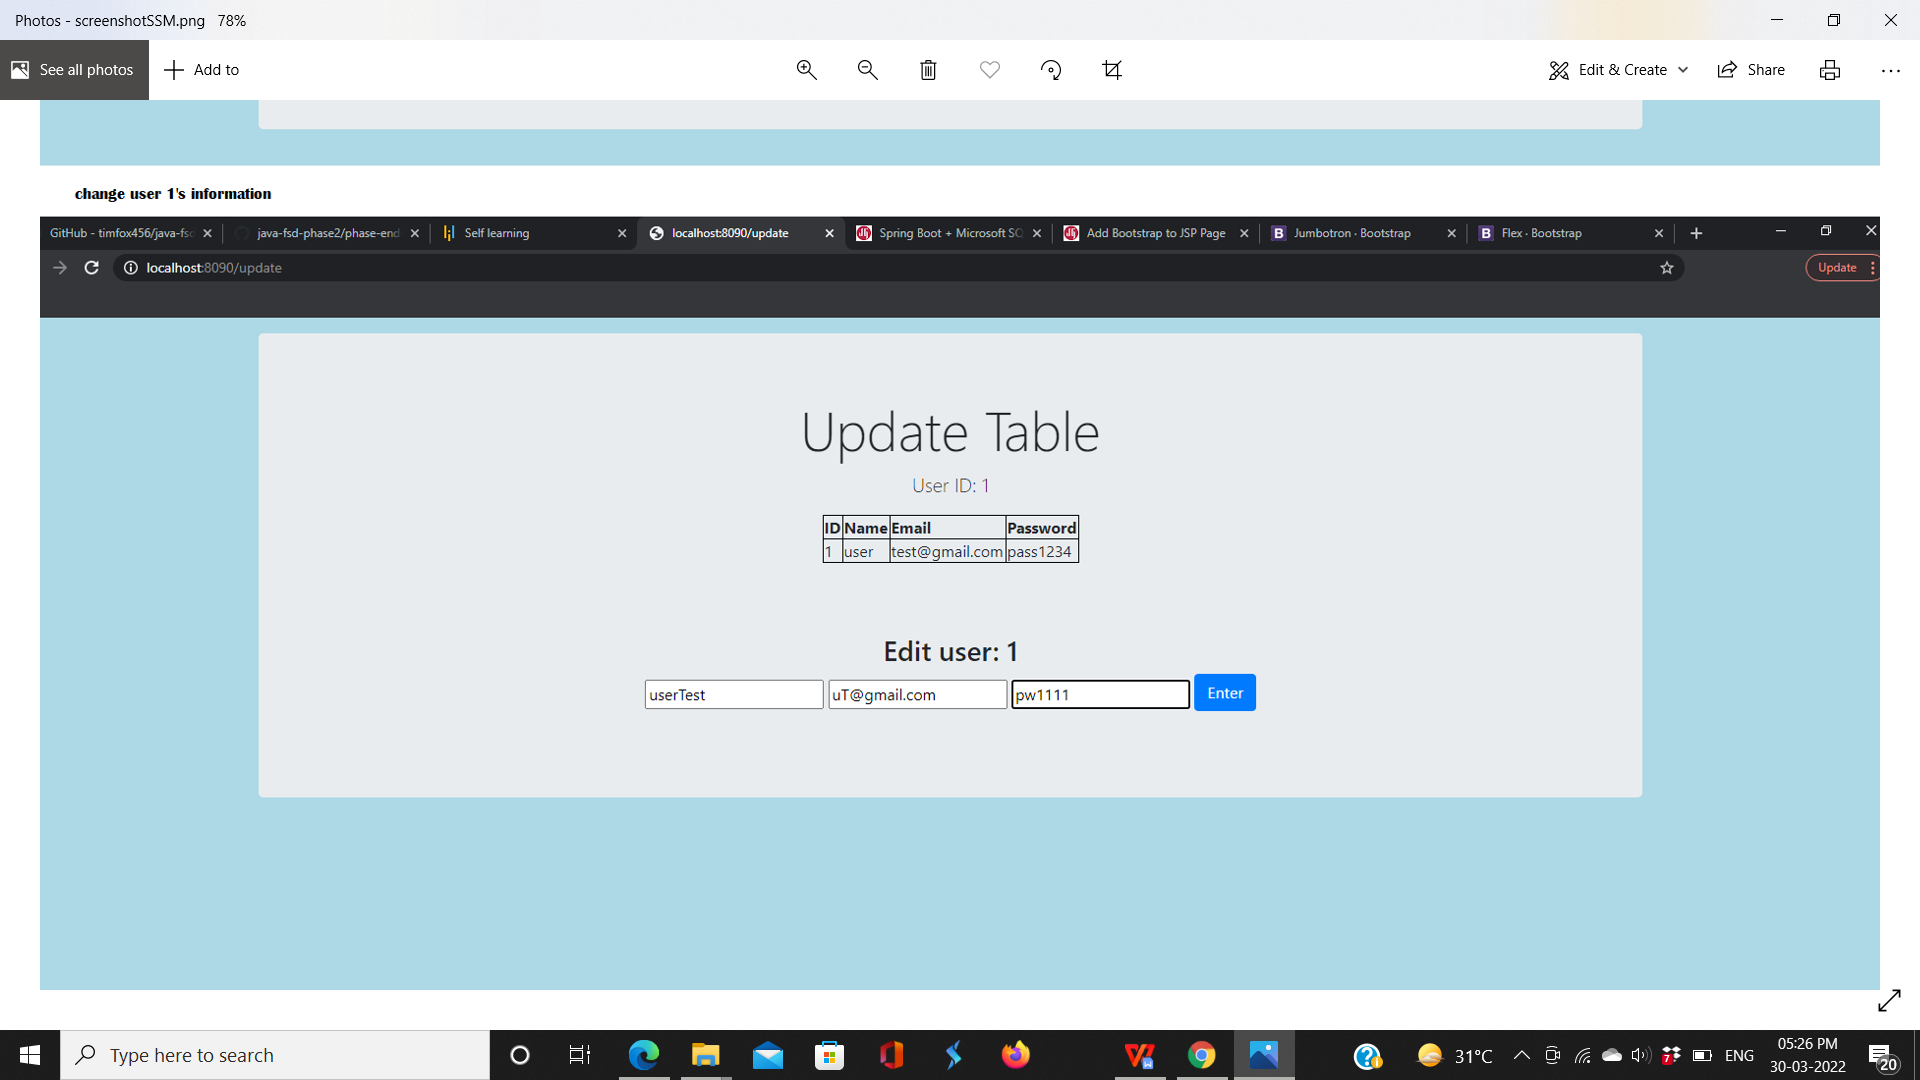 Photos - screenshotSSM.png 78%
See all photos
Add to
Edit & Create
Share
change user 1's information
GitHub - timfox456/java-fsd
java-fsd-phase2/phase-end
Self learning
localhost:8090/update
Spring Boot + Microsoft SQ
Add Bootstrap to JSP Page
Jumbotron · Bootstrap
Flex · Bootstrap
localhost:8090/update
Update
Update Table
User ID: 1
ID Name Email Password
1 user test@gmail.com pass1234
Edit user: 1
userTest uT@gmail.com pw1111 Enter
Type here to search
31°C
ENG
05:26 PM
30-03-2022
20